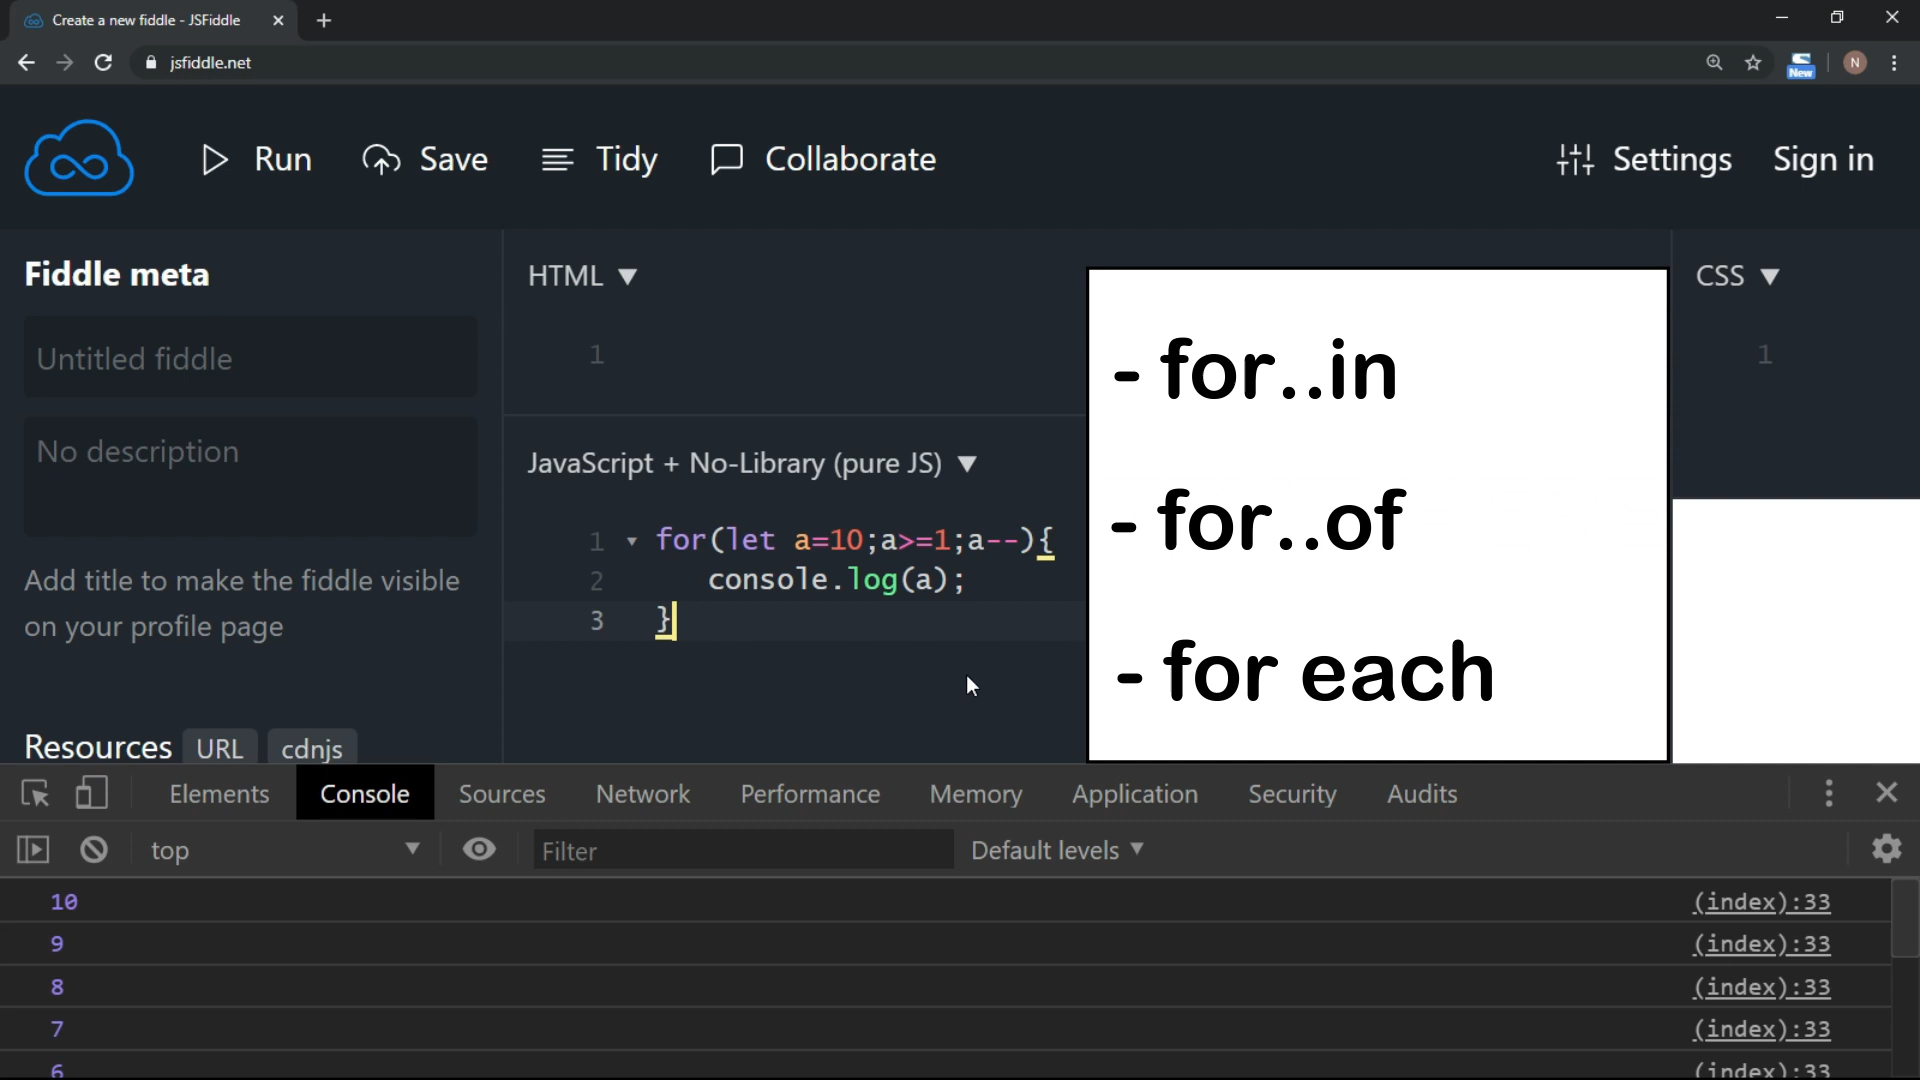 Create a new fiddle - JSFiddle
jsfiddle.net
New
N
Run
Save
Tidy
Collaborate
Settings
Sign in
Fiddle meta
Untitled fiddle
No description
Add title to make the fiddle visible
on your profile page
Resources URL cdnjs
HTML
1
JavaScript + No-Library (pure JS)
1 for(let a=10;a>=1;a--){
2 console.log(a);
3 }
- for..in
- for..of
- for each
CSS
1
Elements Console Sources Network Performance Memory Application Security Audits
top Filter Default levels
10 (index):33
9 (index):33
8 (index):33
7 (index):33
6 (index):33